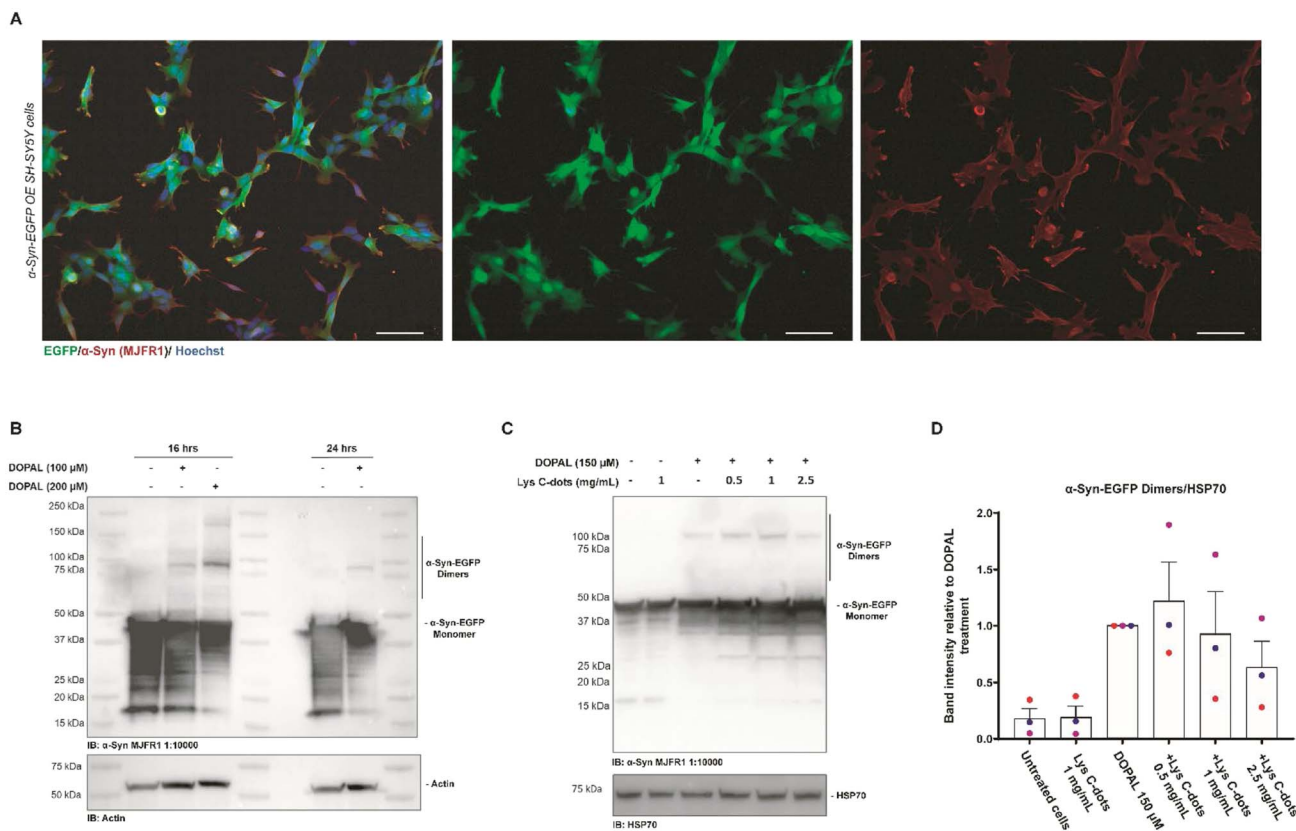 A
α-Syn-EGFP OE SH-SY5Y cells
EGFP/α-Syn (MJFR1)/ Hoechst
B
16 hrs
24 hrs
DOPAL (100 µM) - + - - +
DOPAL (200 µM) - - + - -
250 kDa
150 kDa
100 kDa
75 kDa
50 kDa
37 kDa
25 kDa
20 kDa
15 kDa
α-Syn-EGFP
Dimers
- α-Syn-EGFP
Monomer
IB: α-Syn MJFR1 1:10000
75 kDa
50 kDa
- Actin
IB: Actin
C
DOPAL (150 µM) - - + + + +
Lys C-dots (mg/mL) - 1 - 0.5 1 2.5
100 kDa
75 kDa
50 kDa
37 kDa
25 kDa
20 kDa
15 kDa
α-Syn-EGFP
Dimers
- α-Syn-EGFP
Monomer
IB: α-Syn MJFR1 1:10000
75 kDa
- HSP70
IB: HSP70
D
α-Syn-EGFP Dimers/HSP70
Band intensity relative to DOPAL
treatment
2.0
1.5
1.0
0.5
0.0
Untreated cells
Lys C-dots
1 mg/mL
DOPAL 150 µM
+Lys C-dots
0.5 mg/mL
+Lys C-dots
1 mg/mL
+Lys C-dots
2.5 mg/mL